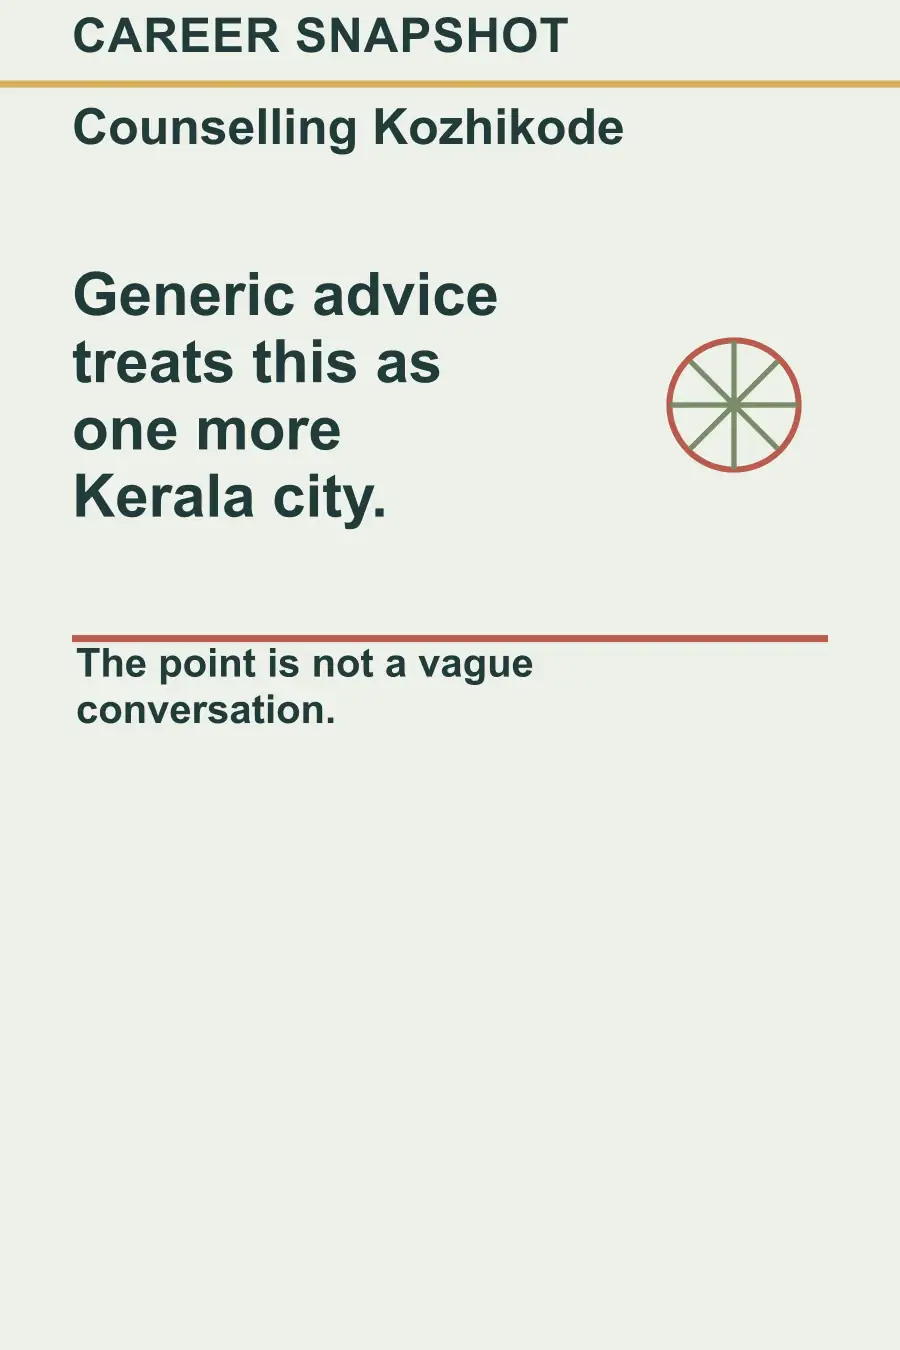 CAREER SNAPSHOT
Counselling Kozhikode
Generic advice
treats this as
one more
Kerala city.
The point is not a vague
conversation.